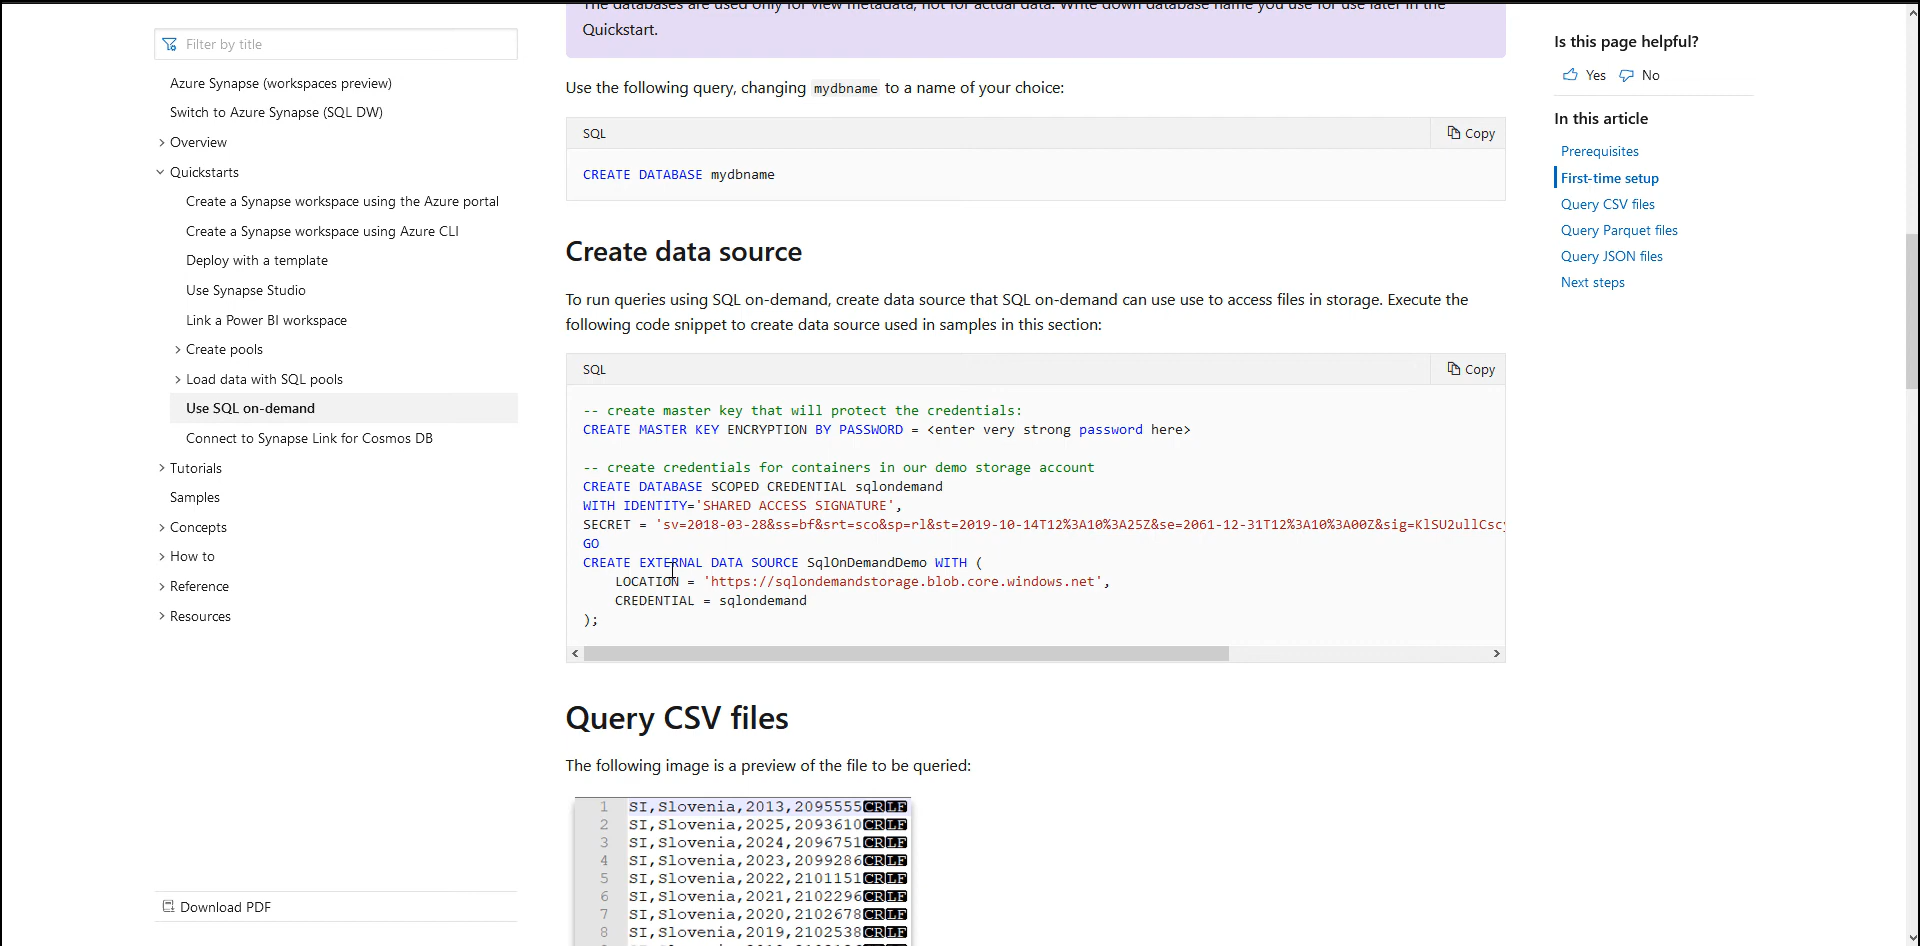 Filter by title
Azure Synapse (workspaces preview)
Switch to Azure Synapse (SQL DW)
Overview
Quickstarts
Create a Synapse workspace using the Azure portal
Create a Synapse workspace using Azure CLI
Deploy with a template
Use Synapse Studio
Link a Power BI workspace
Create pools
Load data with SQL pools
Use SQL on-demand
Connect to Synapse Link for Cosmos DB
Tutorials
Samples
Concepts
How to
Reference
Resources
Download PDF
The databases are used only for view metadata, not for actual data. Write down database name you use for use later in the
Quickstart.
Use the following query, changing mydbname to a name of your choice:
SQL
Copy
CREATE DATABASE mydbname
Create data source
To run queries using SQL on-demand, create data source that SQL on-demand can use use to access files in storage. Execute the
following code snippet to create data source used in samples in this section:
SQL
Copy
-- create master key that will protect the credentials:
CREATE MASTER KEY ENCRYPTION BY PASSWORD = <enter very strong password here>
-- create credentials for containers in our demo storage account
CREATE DATABASE SCOPED CREDENTIAL sqlondemand
WITH IDENTITY='SHARED ACCESS SIGNATURE',
SECRET = 'sv=2018-03-28&ss=bf&srt=sco&sp=rl&st=2019-10-14T12%3A10%3A25Z&se=2061-12-31T12%3A10%3A00Z&sig=KlSU2ullCscy
GO
CREATE EXTERNAL DATA SOURCE SqlOnDemandDemo WITH (
LOCATION = 'https://sqlondemandstorage.blob.core.windows.net',
CREDENTIAL = sqlondemand
);
Query CSV files
The following image is a preview of the file to be queried:
1 SI,Slovenia,2013,2095555CRLF
2 SI,Slovenia,2025,2093610CRLF
3 SI,Slovenia,2024,2096751CRLF
4 SI,Slovenia,2023,2099286CRLF
5 SI,Slovenia,2022,2101151CRLF
6 SI,Slovenia,2021,2102296CRLF
7 SI,Slovenia,2020,2102678CRLF
8 SI,Slovenia,2019,2102538CRLF
Is this page helpful?
Yes No
In this article
Prerequisites
First-time setup
Query CSV files
Query Parquet files
Query JSON files
Next steps